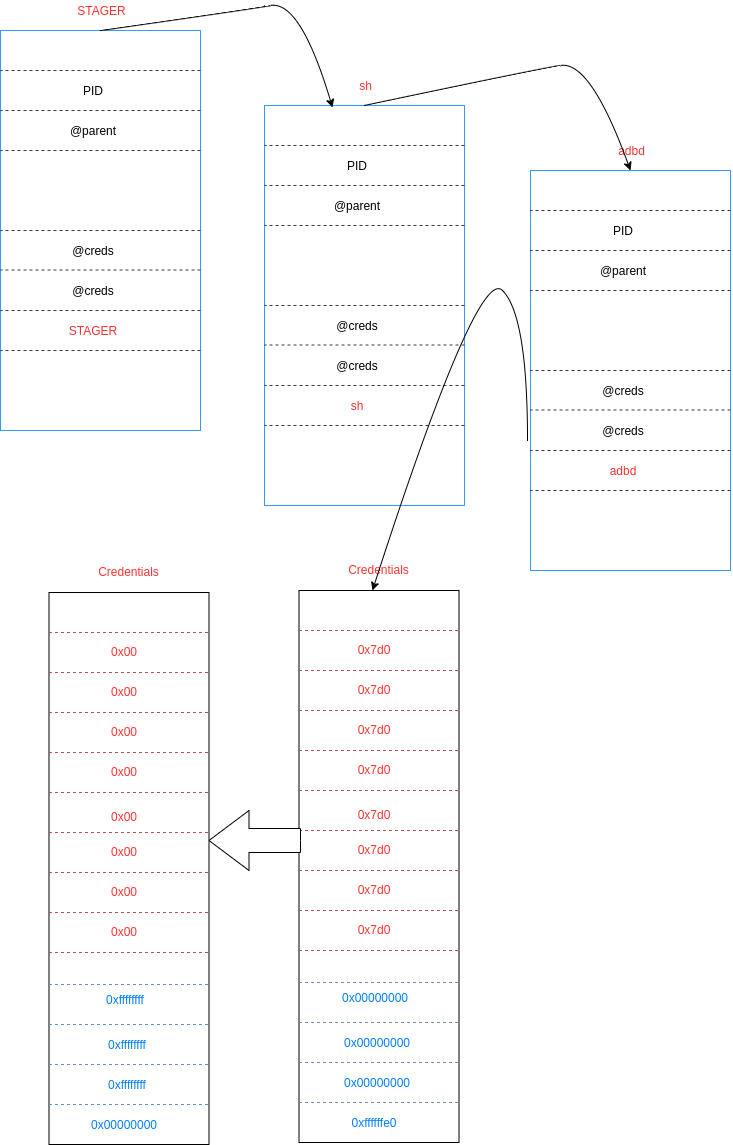 STAGER
PID
@parent
@creds
@creds
STAGER
sh
PID
@parent
@creds
@creds
sh
adbd
PID
@parent
@creds
@creds
adbd
Credentials
0x00
0x00
0x00
0x00
0x00
0x00
0x00
0x00
0xffffffff
0xffffffff
0xffffffff
0x00000000
Credentials
0x7d0
0x7d0
0x7d0
0x7d0
0x7d0
0x7d0
0x7d0
0x7d0
0x00000000
0x00000000
0x00000000
0xffffffe0